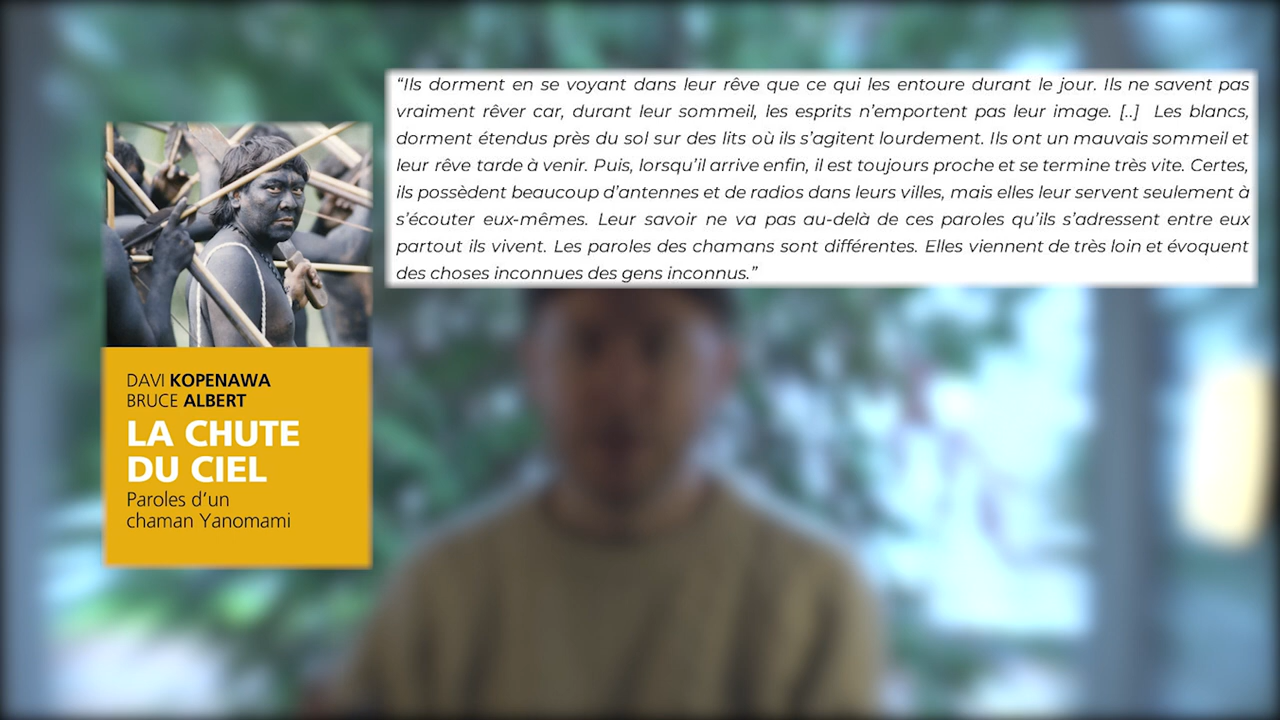 “Ils dorment en se voyant dans leur rêve que ce qui les entoure durant le jour. Ils ne savent pas
vraiment rêver car, durant leur sommeil, les esprits n’emportent pas leur image. [..] Les blancs,
dorment étendus près du sol sur des lits où ils s’agitent lourdement. Ils ont un mauvais sommeil et
leur rêve tarde à venir. Puis, lorsqu’il arrive enfin, il est toujours proche et se termine très vite. Certes,
ils possèdent beaucoup d’antennes et de radios dans leurs villes, mais elles leur servent seulement à
s’écouter eux-mêmes. Leur savoir ne va pas au-delà de ces paroles qu’ils s’adressent entre eux
partout ils vivent. Les paroles des chamans sont différentes. Elles viennent de très loin et évoquent
des choses inconnues des gens inconnus.”
DAVI KOPENAWA
BRUCE ALBERT
LA CHUTE
DU CIEL
Paroles d’un
chaman Yanomami